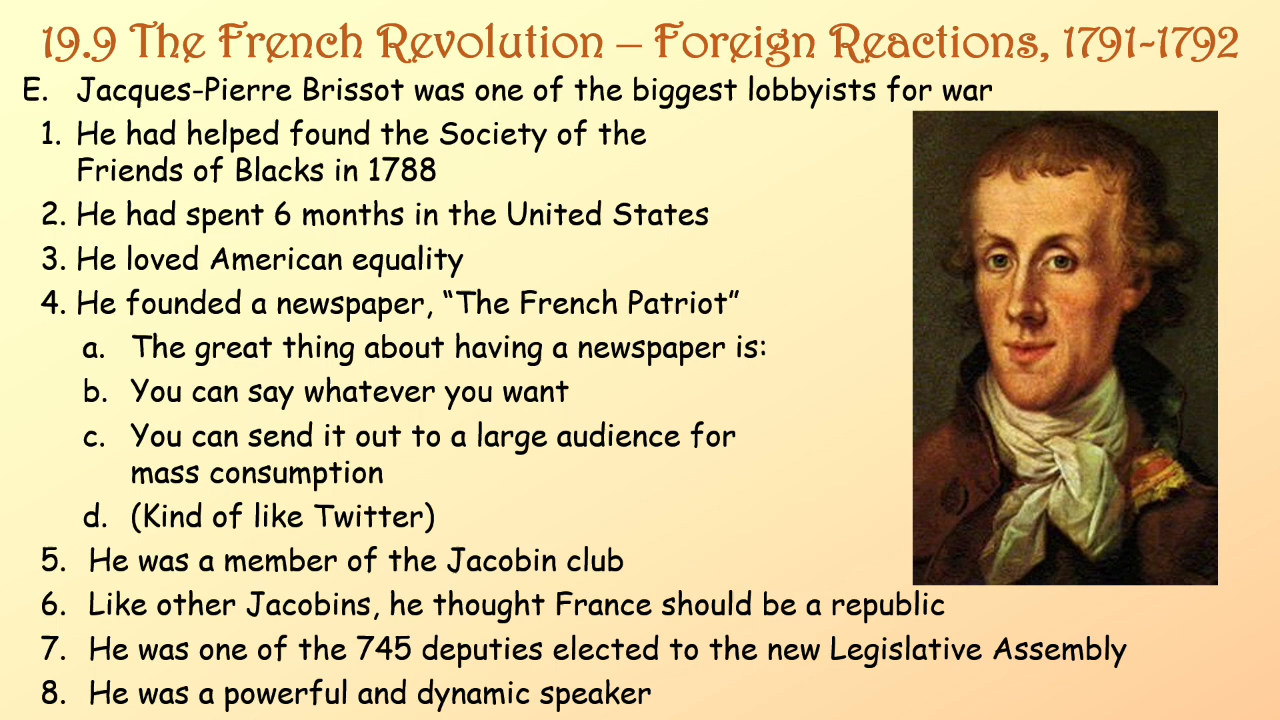 19.9 The French Revolution – Foreign Reactions, 1791-1792
E. Jacques-Pierre Brissot was one of the biggest lobbyists for war
1. He had helped found the Society of the
Friends of Blacks in 1788
2. He had spent 6 months in the United States
3. He loved American equality
4. He founded a newspaper, “The French Patriot”
a. The great thing about having a newspaper is:
b. You can say whatever you want
c. You can send it out to a large audience for
mass consumption
d. (Kind of like Twitter)
5. He was a member of the Jacobin club
6. Like other Jacobins, he thought France should be a republic
7. He was one of the 745 deputies elected to the new Legislative Assembly
8. He was a powerful and dynamic speaker